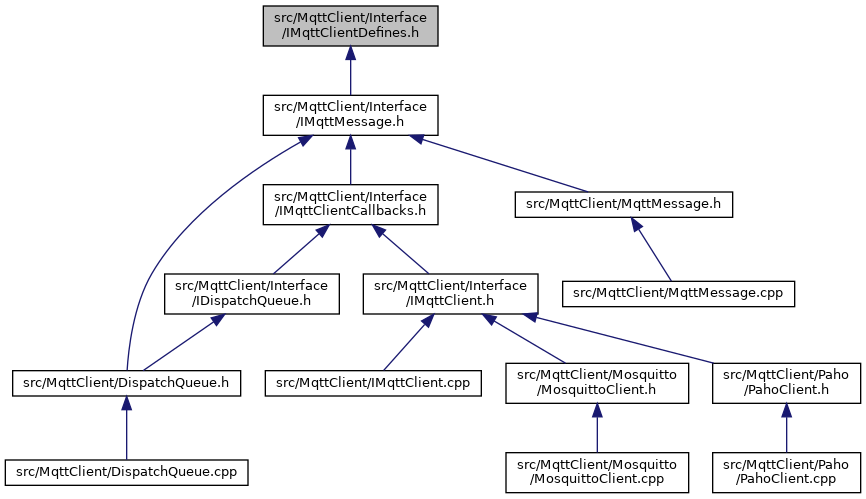 src/MqttClient/Interface
/IMqttClientDefines.h
src/MqttClient/Interface
/IMqttMessage.h
src/MqttClient/Interface
/IMqttClientCallbacks.h
src/MqttClient/MqttMessage.h
src/MqttClient/Interface
/IDispatchQueue.h
src/MqttClient/Interface
/IMqttClient.h
src/MqttClient/MqttMessage.cpp
src/MqttClient/DispatchQueue.h
src/MqttClient/IMqttClient.cpp
src/MqttClient/Mosquitto
/MosquittoClient.h
src/MqttClient/Paho
/PahoClient.h
src/MqttClient/DispatchQueue.cpp
src/MqttClient/Mosquitto
/MosquittoClient.cpp
src/MqttClient/Paho
/PahoClient.cpp